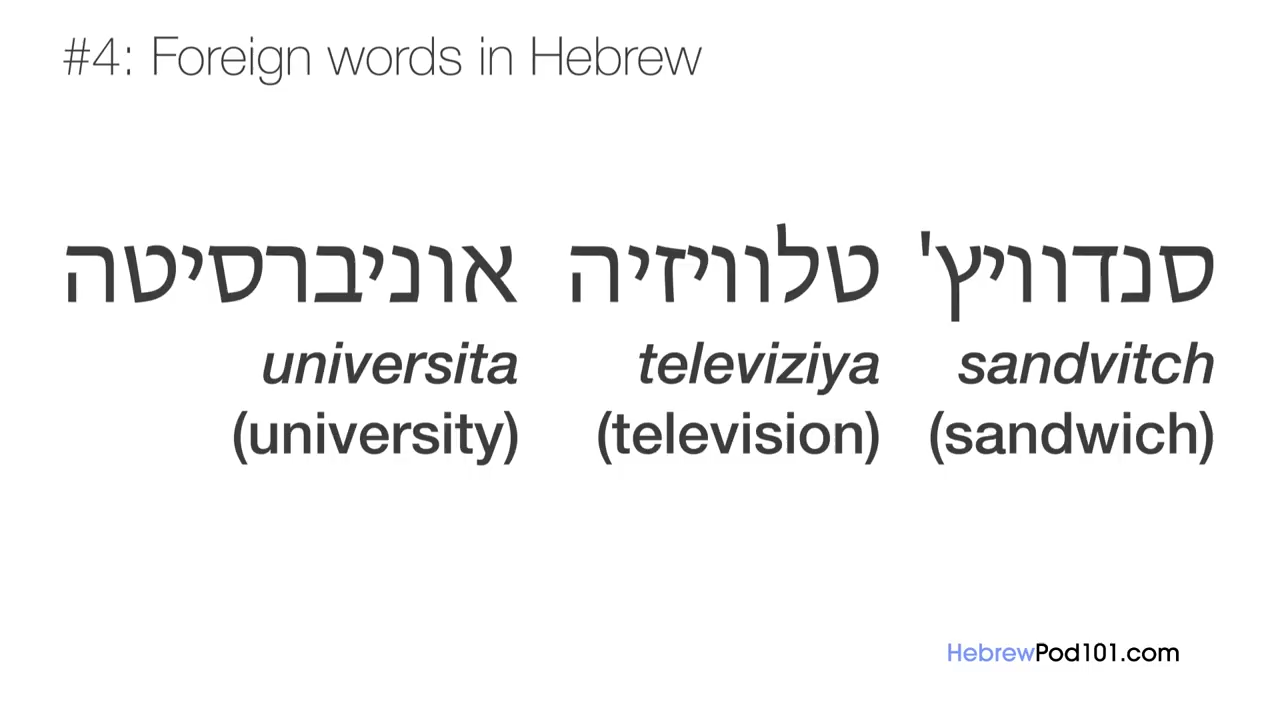 #4: Foreign words in Hebrew
סנדוויץ' טלוויזיה אוניברסיטה
universita televiziya sandvitch
(university) (television) (sandwich)
HebrewPod101.com